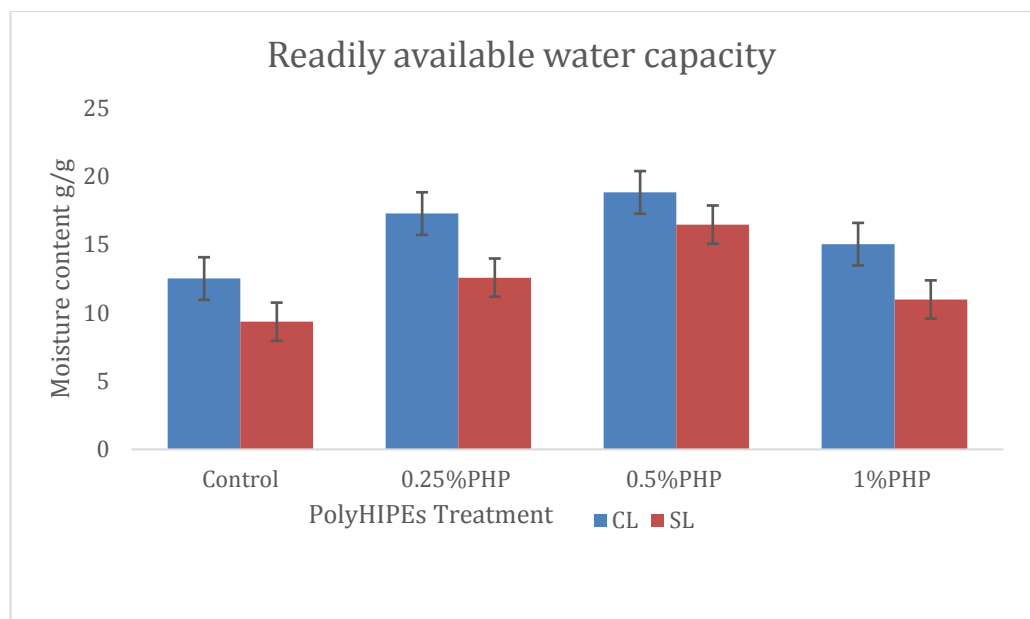 Readily available water capacity
Moisture content g/g
25
20
15
10
5
0
Control 0.25%PHP 0.5%PHP 1%PHP
PolyHIPEs Treatment CL SL